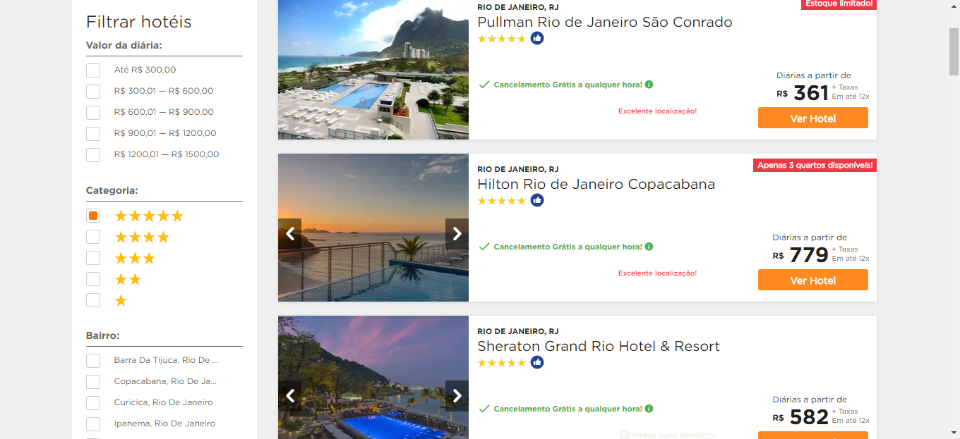 Filtrar hotéis
Valor da diária:
Até R$ 300,00
R$ 300,01 — R$ 600,00
R$ 600,01 — R$ 900,00
R$ 900,01 — R$ 1200,00
R$ 1200,01 — R$ 1500,00
Categoria:
Bairro:
Barra Da Tijuca, Rio De ...
Copacabana, Rio De Ja...
Curicica, Rio De Janeiro
Ipanema, Rio De Janeiro
Estoque limitado!
RIO DE JANEIRO, RJ
Pullman Rio de Janeiro São Conrado
Cancelamento Grátis a qualquer hora!
Excelente localização!
Diárias a partir de
R$ 361 + Taxas
Em até 12x
Ver Hotel
Apenas 3 quartos disponíveis!
RIO DE JANEIRO, RJ
Hilton Rio de Janeiro Copacabana
Cancelamento Grátis a qualquer hora!
Excelente localização!
Diárias a partir de
R$ 779 + Taxas
Em até 12x
Ver Hotel
RIO DE JANEIRO, RJ
Sheraton Grand Rio Hotel & Resort
Cancelamento Grátis a qualquer hora!
Melhor custo benefício!
Diárias a partir de
R$ 582 + Taxas
Em até 12x